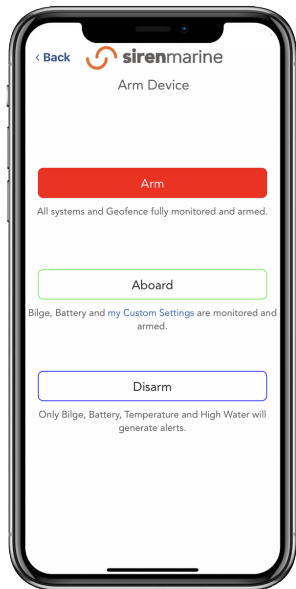 ‹ Back
sirenmarine
Arm Device
Arm
All systems and Geofence fully monitored and armed.
Aboard
Bilge, Battery and my Custom Settings are monitored and
armed.
Disarm
Only Bilge, Battery, Temperature and High Water will
generate alerts.